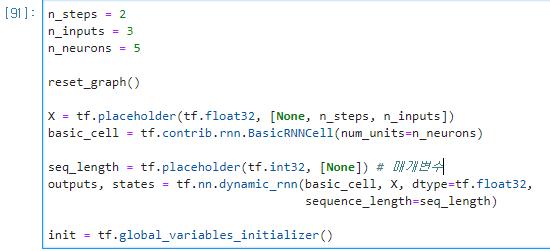 [91]: n_steps = 2
n_inputs = 3
n_neurons = 5
reset_graph()
X = tf.placeholder(tf.float32, [None, n_steps, n_inputs])
basic_cell = tf.contrib.rnn.BasicRNNCell(num_units=n_neurons)
seq_length = tf.placeholder(tf.int32, [None]) # 매개변수
outputs, states = tf.nn.dynamic_rnn(basic_cell, X, dtype=tf.float32,
sequence_length=seq_length)
init = tf.global_variables_initializer()